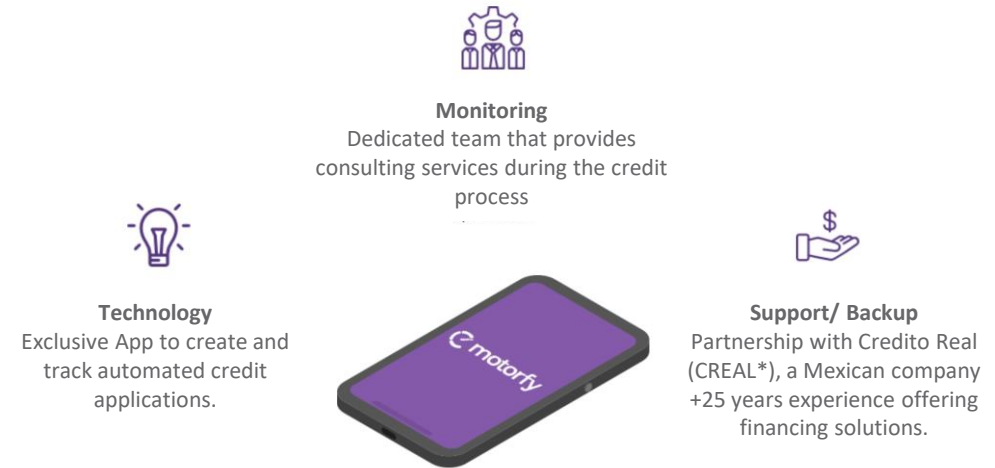 Monitoring
Dedicated team that provides
consulting services during the credit
process
Technology
Exclusive App to create and
track automated credit
applications.
motorfy
$
Support/ Backup
Partnership with Credito Real
(CREAL*), a Mexican company
+25 years experience offering
financing solutions.